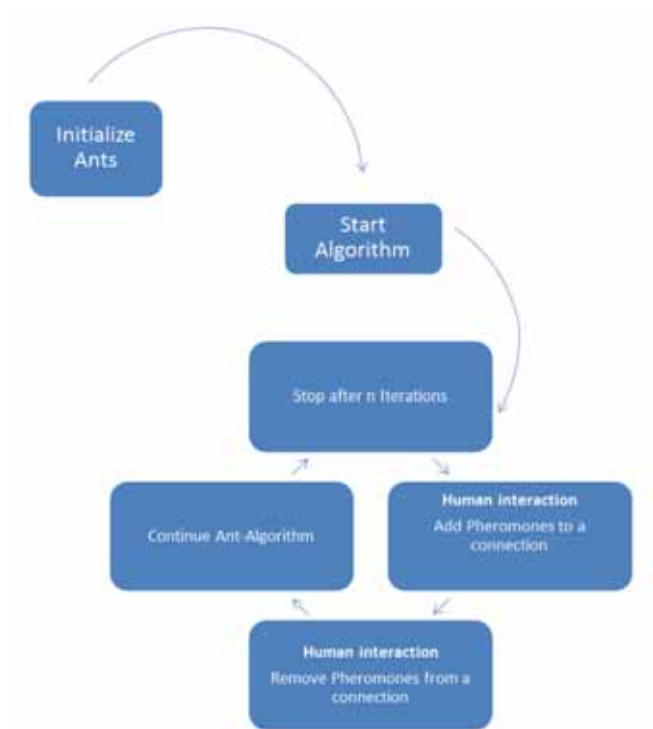 Initialize
Ants
Start
Algorithm
Stop after n Iterations
Human interaction
Add Pheromones to a
connection
Continue Ant-Algorithm
Human interaction
Remove Pheromones from a
connection